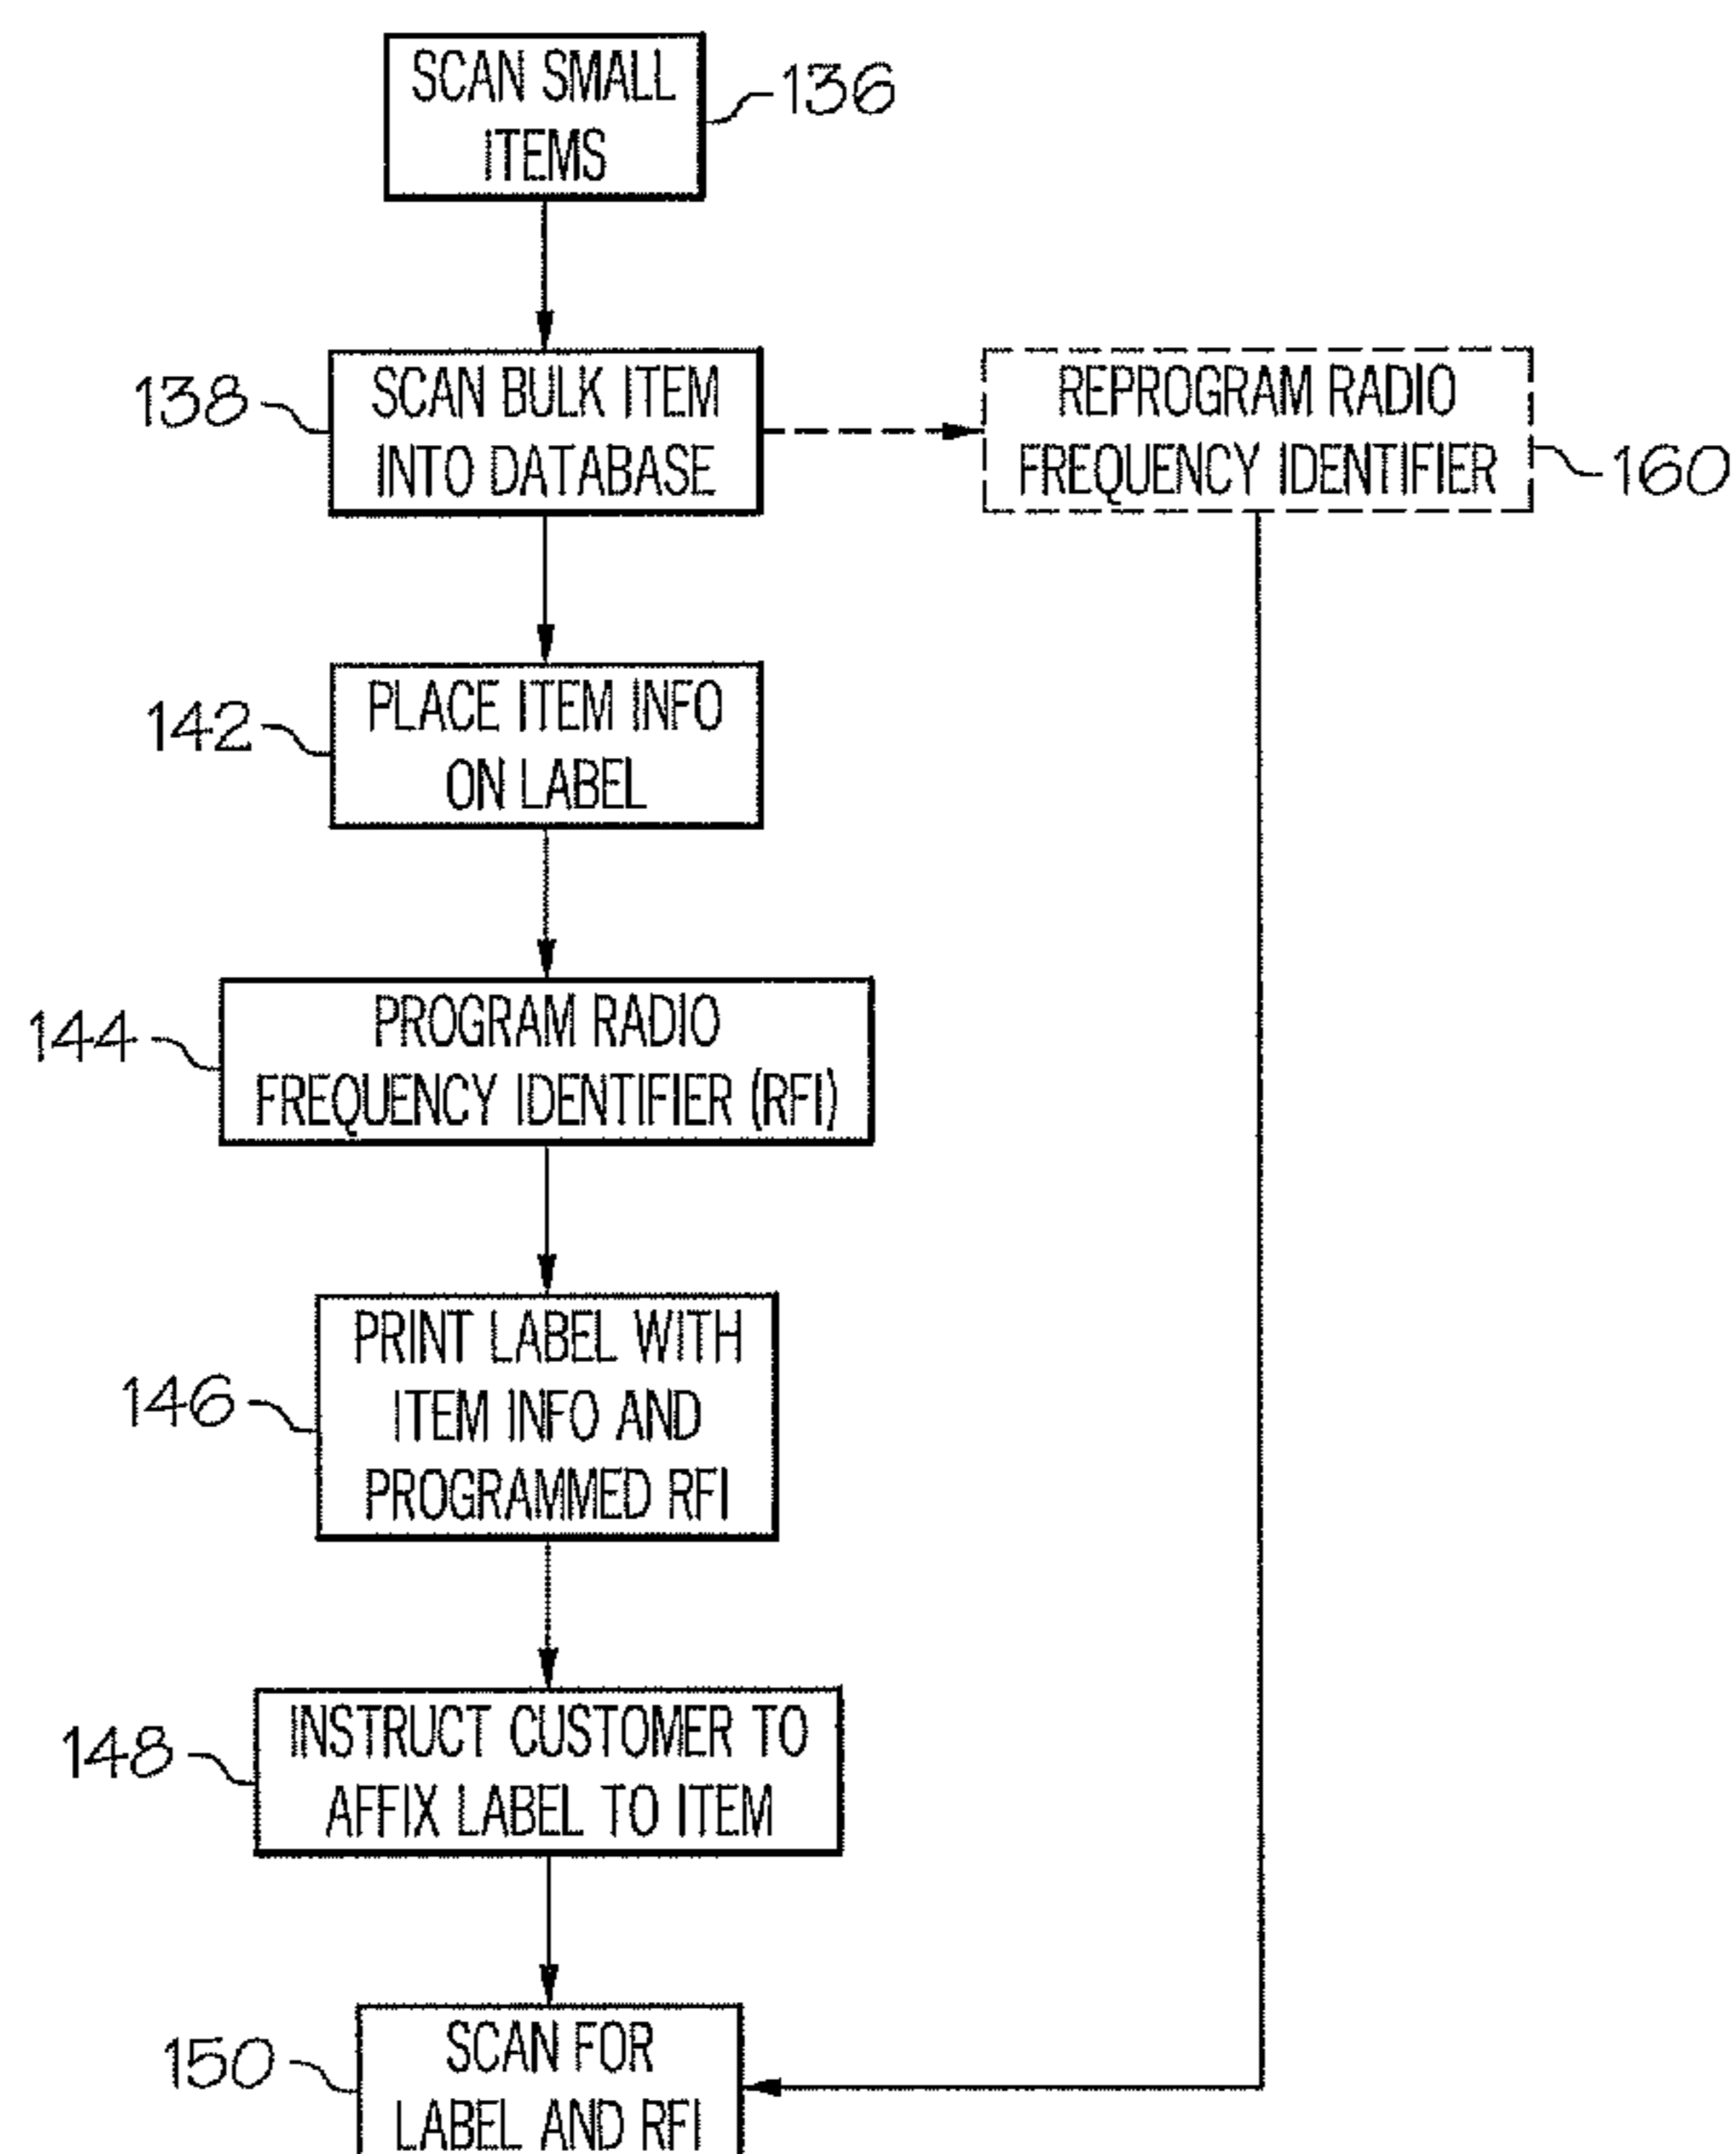 SCAN SMALL
ITEMS
136
138
SCAN BULK ITEM
INTO DATABASE
REPROGRAM RADIO
FREQUENCY IDENTIFIER
160
142
PLACE ITEM INFO
ON LABEL
144
PROGRAM RADIO
FREQUENCY IDENTIFIER (RFI)
146
PRINT LABEL WITH
ITEM INFO AND
PROGRAMMED RFI
148
INSTRUCT CUSTOMER TO
AFFIX LABEL TO ITEM
150
SCAN FOR
LABEL AND RFI